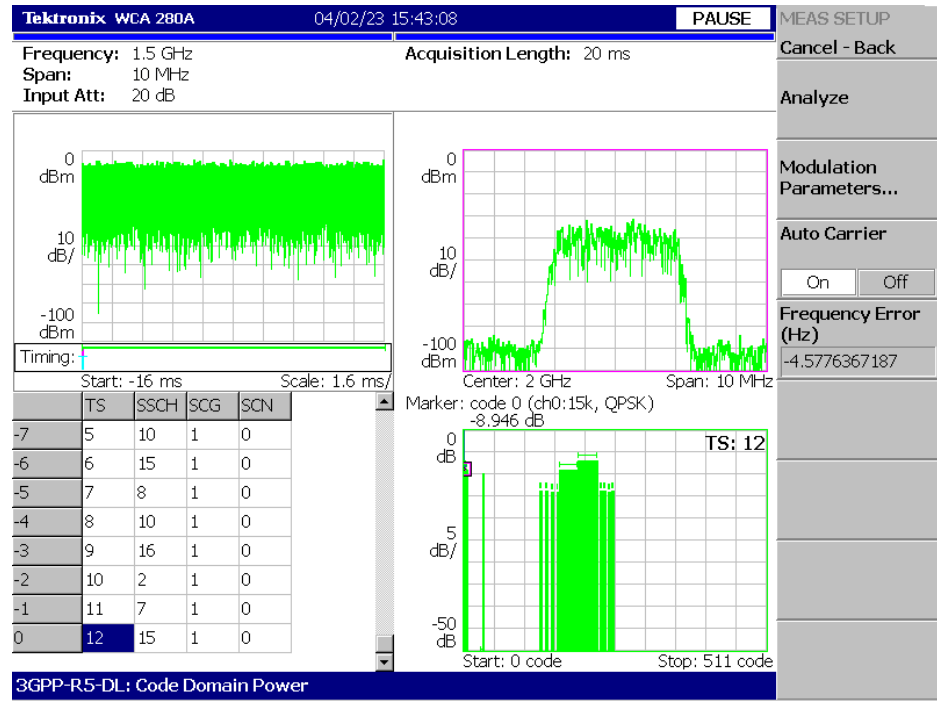 Tektronix WCA 280A 04/02/23 15:43:08 PAUSE
Frequency: 1.5 GHz
Span: 10 MHz
Input Att: 20 dB
Acquisition Length: 20 ms
0
dBm
10
dB/
-100
dBm
Timing:
Start: -16 ms Scale: 1.6 ms/
0
dBm
10
dB/
-100
dBm
Center: 2 GHz Span: 10 MHz
TS SSCH SCG SCN
-7 5 10 1 0
-6 6 15 1 0
-5 7 8 1 0
-4 8 10 1 0
-3 9 16 1 0
-2 10 2 1 0
-1 11 7 1 0
0 12 15 1 0
Marker: code 0 (ch0:15k, QPSK)
-8.946 dB
0
dB
TS: 12
5
dB/
-50
dB
Start: 0 code Stop: 511 code
3GPP-R5-DL: Code Domain Power
MEAS SETUP
Cancel - Back
Analyze
Modulation
Parameters...
Auto Carrier
On Off
Frequency Error
(Hz)
-4.5776367187